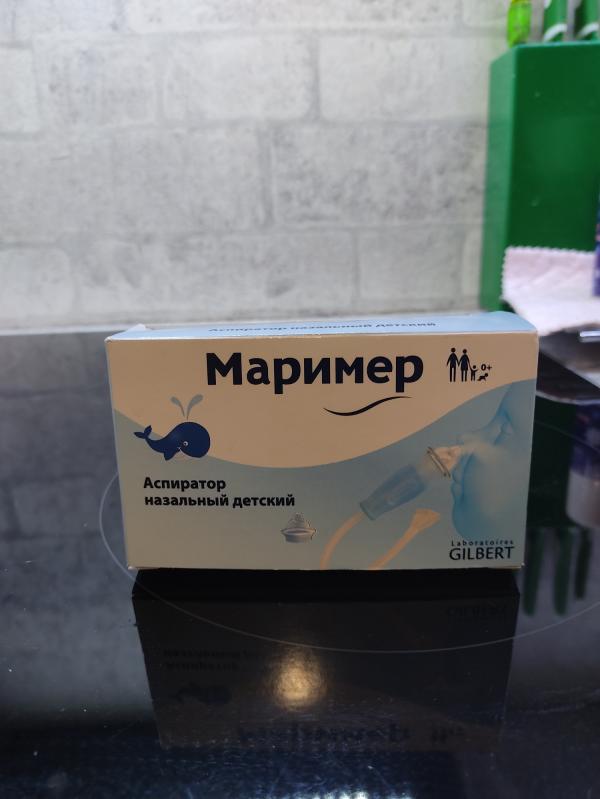 Аспиратор назальный детский
Маример
0+
Аспиратор
назальный детский
Laboratoires
GILBERT